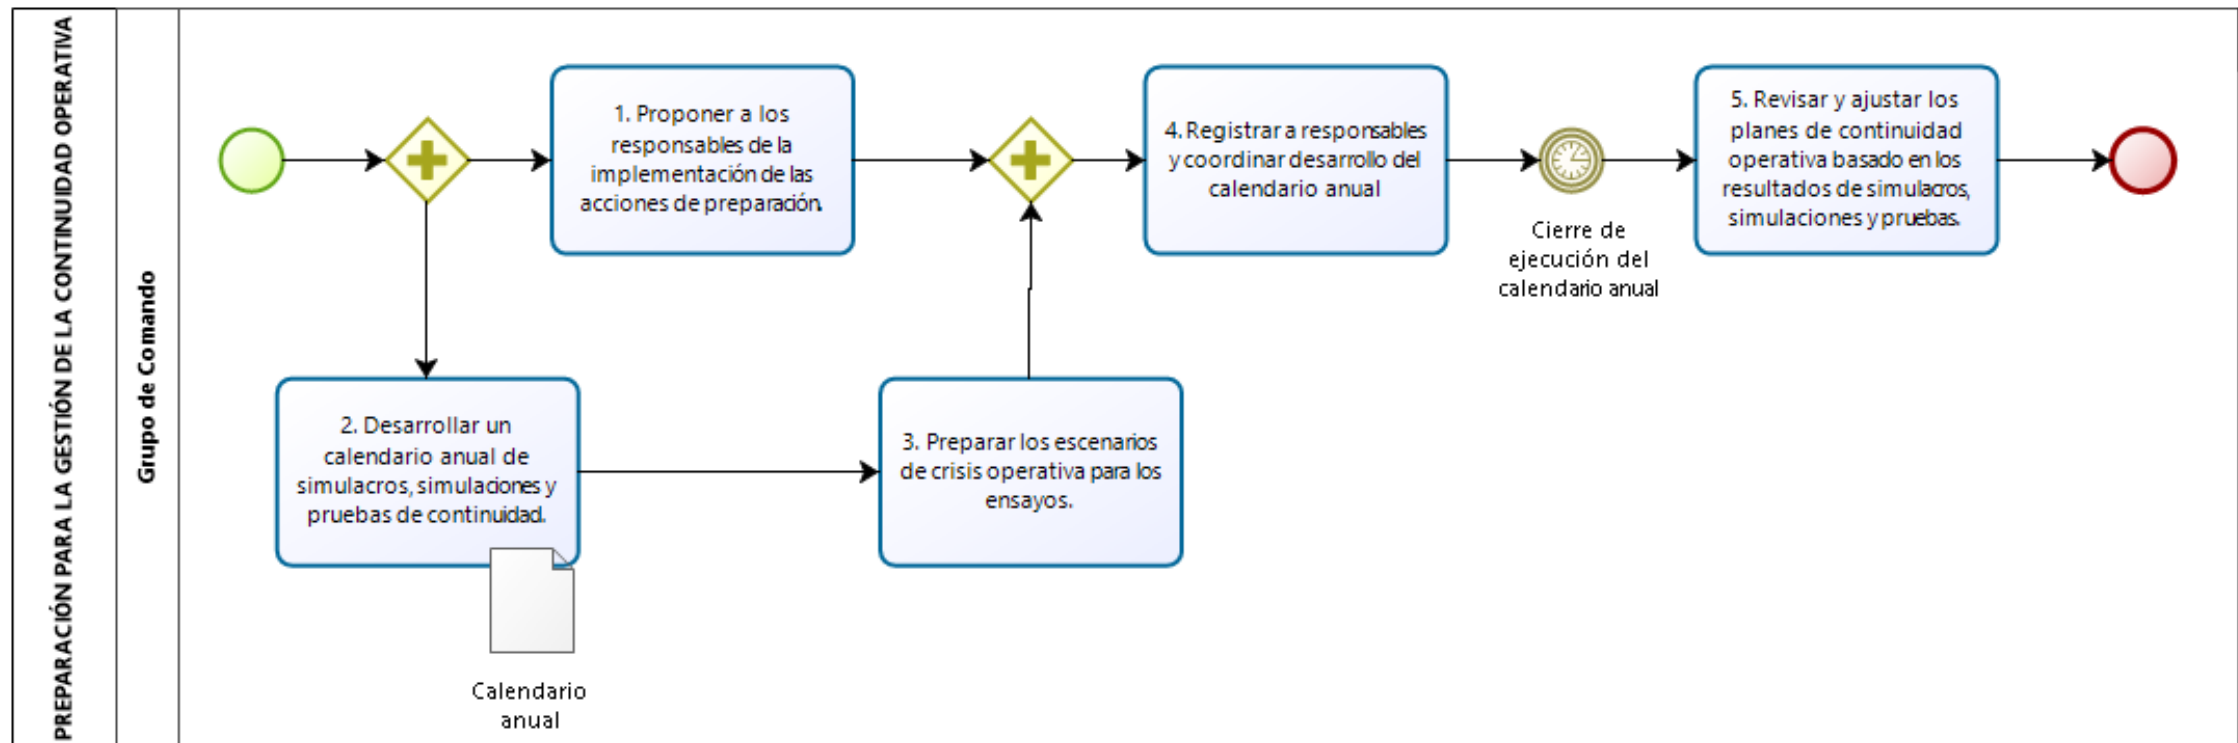 PREPARACIÓN PARA LA GESTIÓN DE LA CONTINUIDAD OPERATIVA
Grupo de Comando
1. Proponer a los
responsables de la
implementación de las
acciones de preparación.
4. Registrar a responsables
y coordinar desarrollo del
calendario anual
Cierre de
ejecución del
calendario anual
5. Revisar y ajustar los
planes de continuidad
operativa basado en los
resultados de simulacros,
simulaciones y pruebas.
2. Desarrollar un
calendario anual de
simulacros, simulaciones y
pruebas de continuidad.
Calendario
anual
3. Preparar los escenarios
de crisis operativa para los
ensayos.